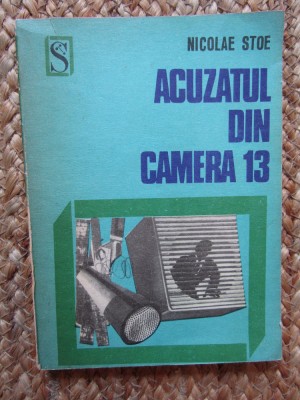 S
NICOLAE STOE
ACUZATUL
DIN
CAMERA 13